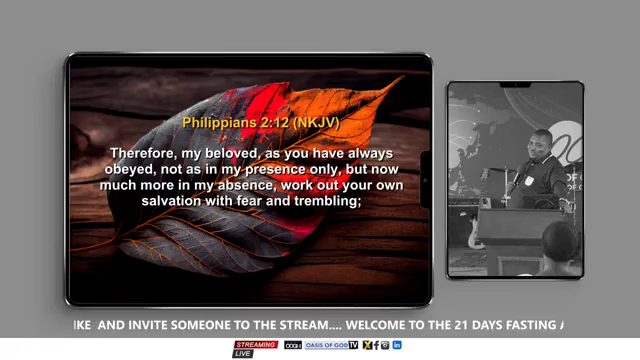 Philippians 2:12 (NKJV)
Therefore, my beloved, as you have always
obeyed, not as in my presence only, but now
much more in my absence, work out your own
salvation with fear and trembling;
IKE AND INVITE SOMEONE TO THE STREAM.... WELCOME TO THE 21 DAYS FASTING A
STREAMING
LIVE
OASIS OF GOD TV